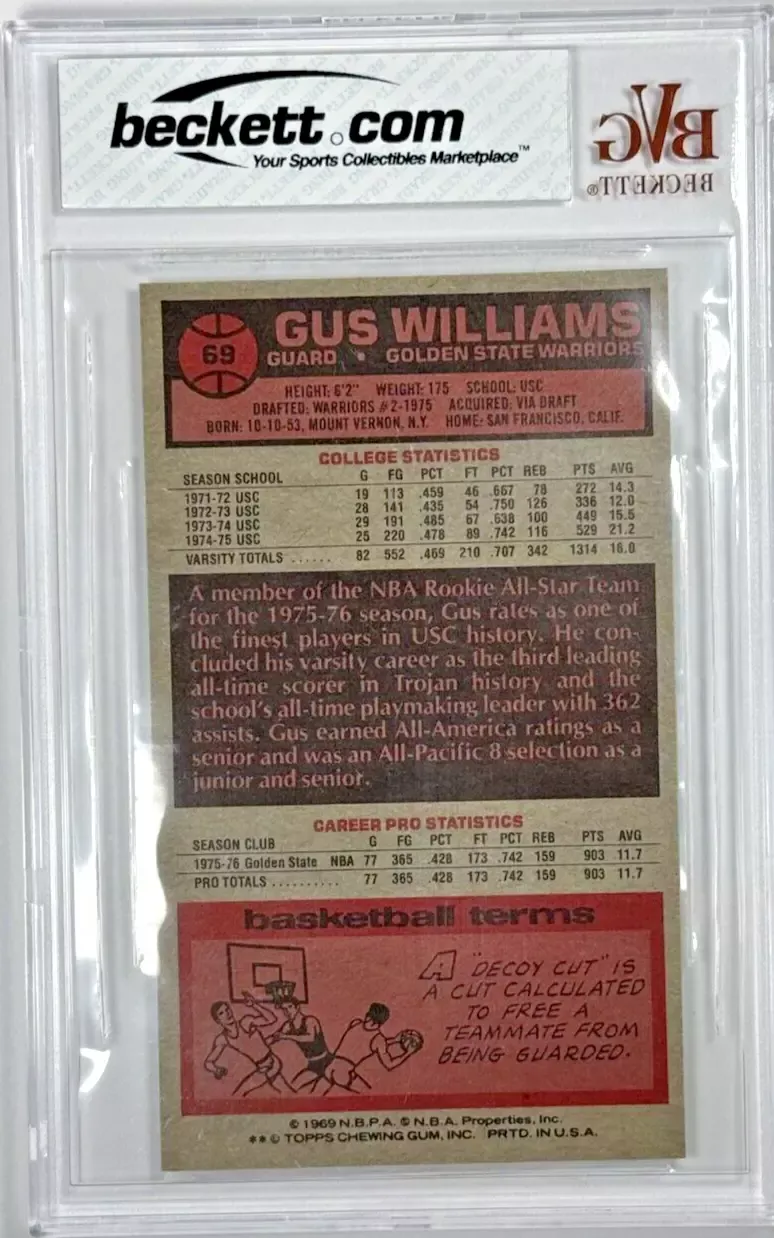 beckett.com
Your Sports Collectibles Marketplace™
BVG
BECKETT®
69
GUS WILLIAMS
GUARD • GOLDEN STATE WARRIORS
HEIGHT: 6'2" WEIGHT: 175 SCHOOL: USC
DRAFTED: WARRIORS #2-1975 ACQUIRED: VIA DRAFT
BORN: 10-10-53, MOUNT VERNON, N.Y. HOME: SAN FRANCISCO, CALIF.
COLLEGE STATISTICS
SEASON SCHOOL G FG PCT FT PCT REB PTS AVG
1971-72 USC 19 113 .459 46 .667 78 272 14.3
1972-73 USC 28 141 .435 54 .750 126 336 12.0
1973-74 USC 29 191 .485 67 .638 100 449 15.5
1974-75 USC 25 220 .478 89 .742 116 529 21.2
VARSITY TOTALS ...... 82 552 .469 210 .707 342 1314 16.0
A member of the NBA Rookie All-Star Team
for the 1975-76 season, Gus rates as one of
the finest players in USC history. He con-
cluded his varsity career as the third leading
all-time scorer in Trojan history and the
school's all-time playmaking leader with 362
assists. Gus earned All-America ratings as a
senior and was an All-Pacific 8 selection as a
junior and senior.
CAREER PRO STATISTICS
SEASON CLUB G FG PCT FT PCT REB PTS AVG
1975-76 Golden State NBA 77 365 .428 173 .742 159 903 11.7
PRO TOTALS .......... 77 365 .428 173 .742 159 903 11.7
basketball terms
A "DECOY CUT" IS
A CUT CALCULATED
TO FREE A
TEAMMATE FROM
BEING GUARDED.
© 1969 N.B.P.A. © N.B.A. Properties, Inc.
** © TOPPS CHEWING GUM, INC. PRTD. IN U.S.A.